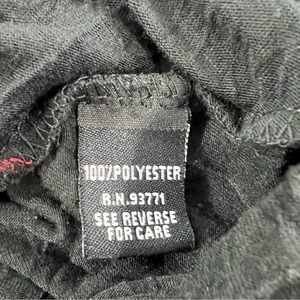 100%POLYESTER
R.N.93771
SEE REVERSE
FOR CARE